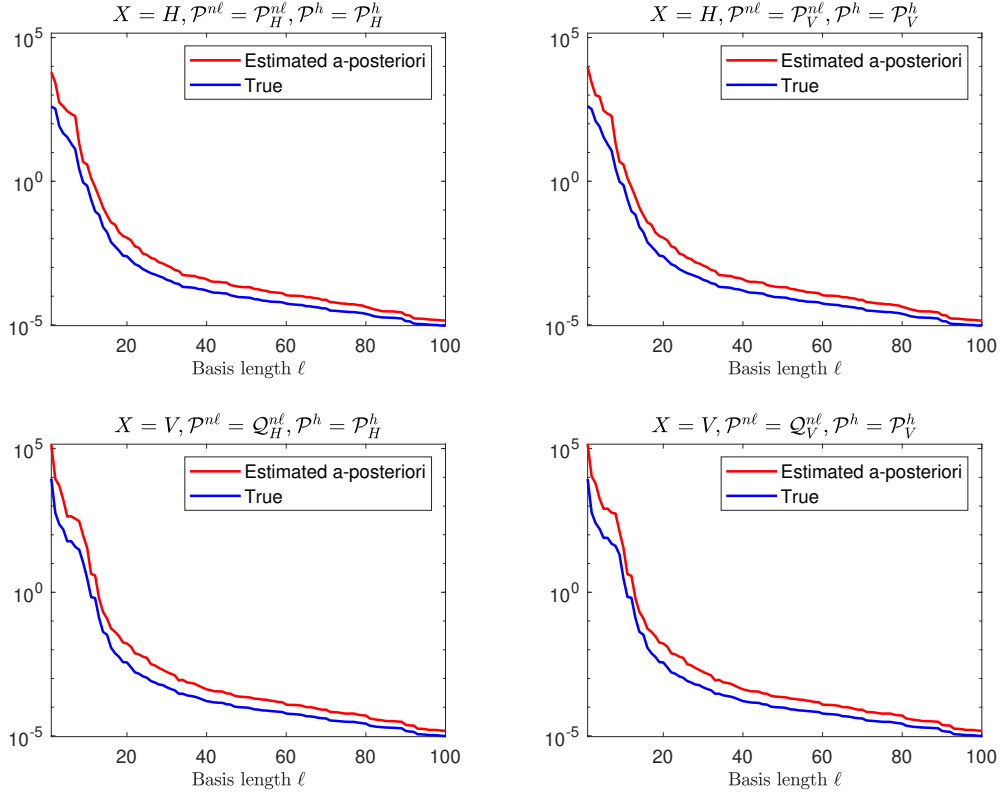 X = H, 𝒫^{nℓ} = 𝒫_H^{nℓ}, 𝒫^h = 𝒫_H^h
Estimated a-posteriori
True
10^0
10^{-5}
20 40 60 80 100
Basis length ℓ
X = H, 𝒫^{nℓ} = 𝒫_V^{nℓ}, 𝒫^h = 𝒫_V^h
Estimated a-posteriori
True
10^0
10^{-5}
20 40 60 80 100
Basis length ℓ
X = V, 𝒫^{nℓ} = 𝒬_H^{nℓ}, 𝒫^h = 𝒫_H^h
10^5
Estimated a-posteriori
True
10^0
10^{-5}
20 40 60 80 100
Basis length ℓ
X = V, 𝒫^{nℓ} = 𝒬_V^{nℓ}, 𝒫^h = 𝒫_V^h
10^5
Estimated a-posteriori
True
10^0
10^{-5}
20 40 60 80 100
Basis length ℓ